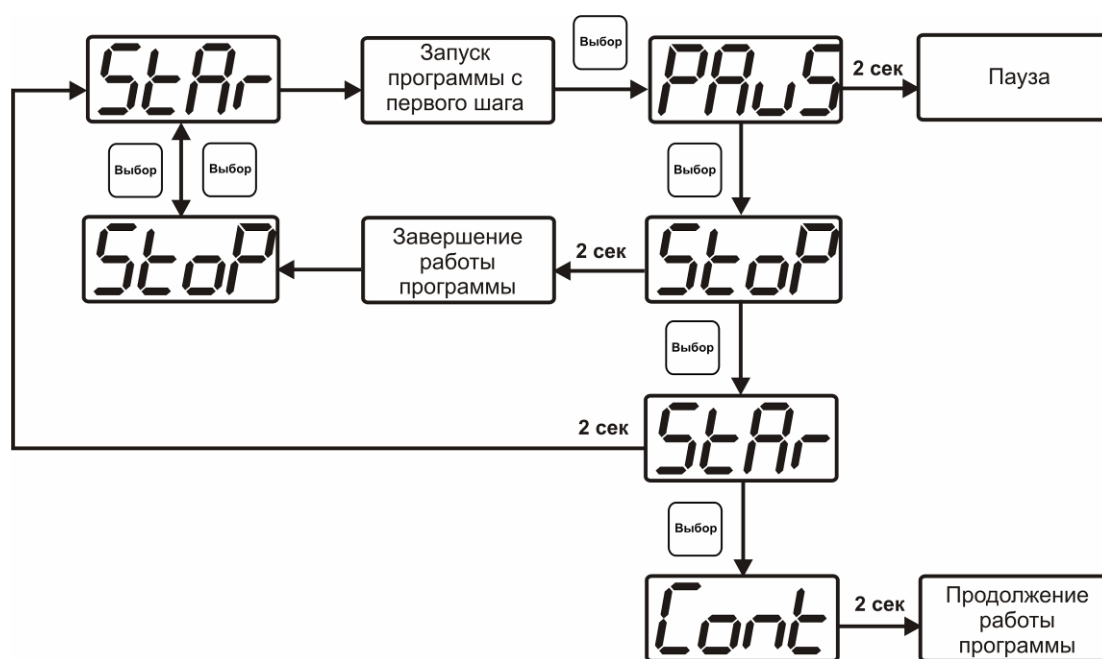 StAr
Запуск
программы с
первого шага
Выбор
PAuS
2 сек
Пауза
Выбор
Выбор
Выбор
StoP
Завершение
работы
программы
2 сек
StoP
Выбор
2 сек
StAr
Выбор
Cont
2 сек
Продолжение
работы
программы